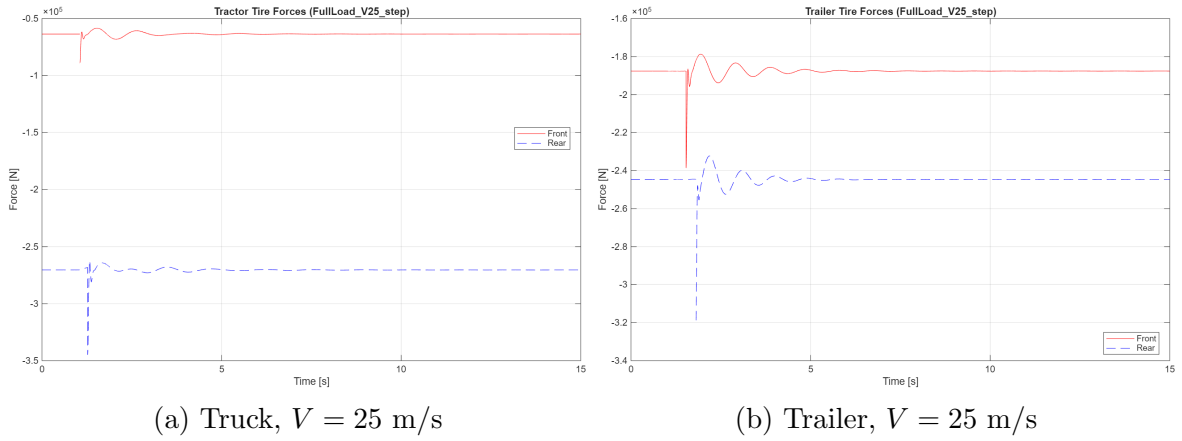 Tractor Tire Forces (FullLoad_V25_step)
×10⁵
-0.5
-1
-1.5
-2
-2.5
-3
-3.5
Force [N]
0
5
10
15
Time [s]
Front
Rear
Trailer Tire Forces (FullLoad_V25_step)
×10⁵
-1.6
-1.8
-2
-2.2
-2.4
-2.6
-2.8
-3
-3.2
-3.4
Force [N]
0
5
10
15
Time [s]
Front
Rear
(a) Truck, V = 25 m/s
(b) Trailer, V = 25 m/s